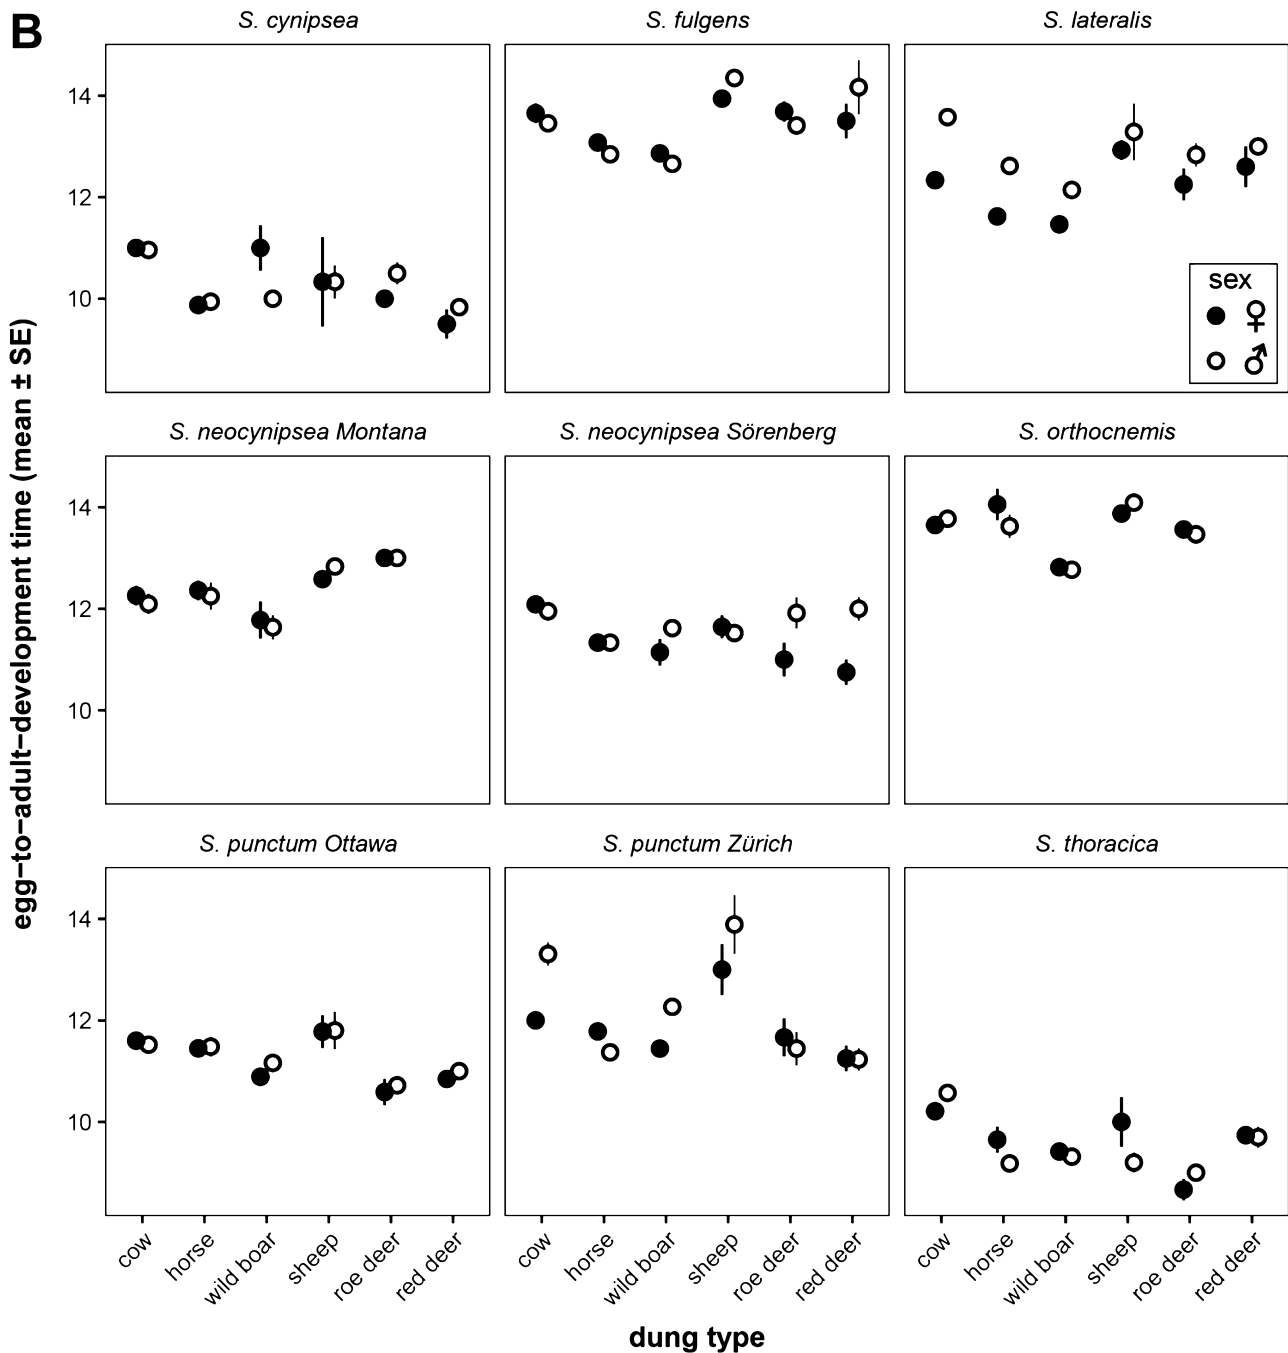 B
S. cynipsea
S. fulgens
S. lateralis
14
12
10
sex
♀
♂
S. neocynipsea Montana
S. neocynipsea Sörenberg
S. orthocnemis
14
12
10
egg−to−adult−development time (mean ± SE)
S. punctum Ottawa
S. punctum Zürich
S. thoracica
14
12
10
cow
horse
wild boar
sheep
roe deer
red deer
cow
horse
wild boar
sheep
roe deer
red deer
cow
horse
wild boar
sheep
roe deer
red deer
dung type